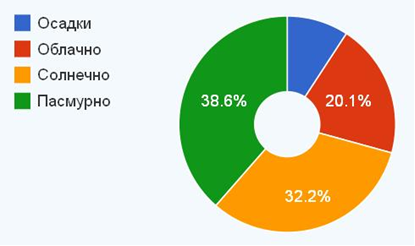 Осадки
Облачно
Солнечно
Пасмурно
38.6%
20.1%
32.2%